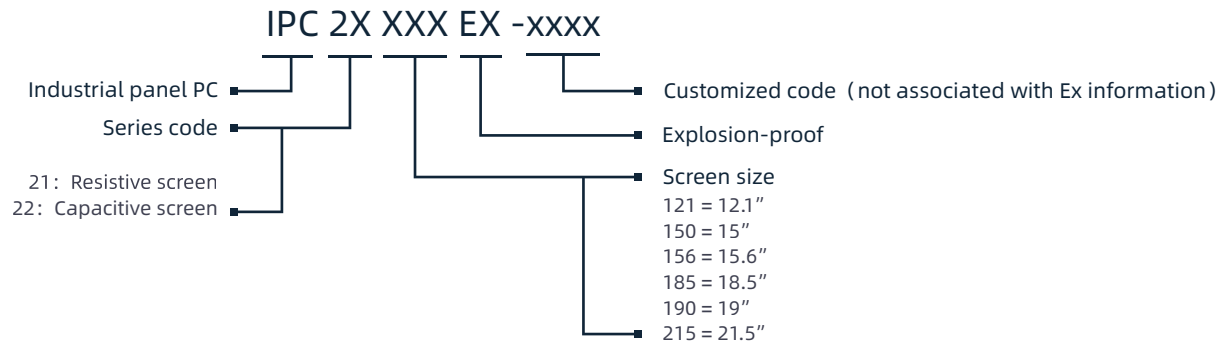 IPC 2X XXX EX -xxxx
Industrial panel PC
Series code
21：Resistive screen
22：Capacitive screen
Customized code（not associated with Ex information）
Explosion-proof
Screen size
121 = 12.1″
150 = 15″
156 = 15.6″
185 = 18.5″
190 = 19″
215 = 21.5″